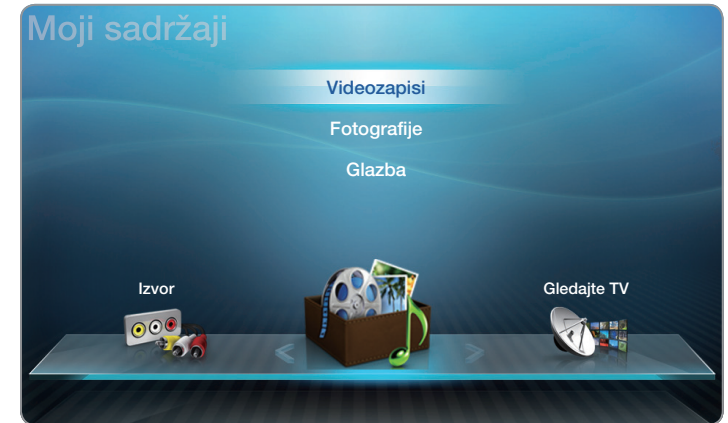 Moji sadržaji
Videozapisi
Fotografije
Glazba
Izvor
Gledajte TV